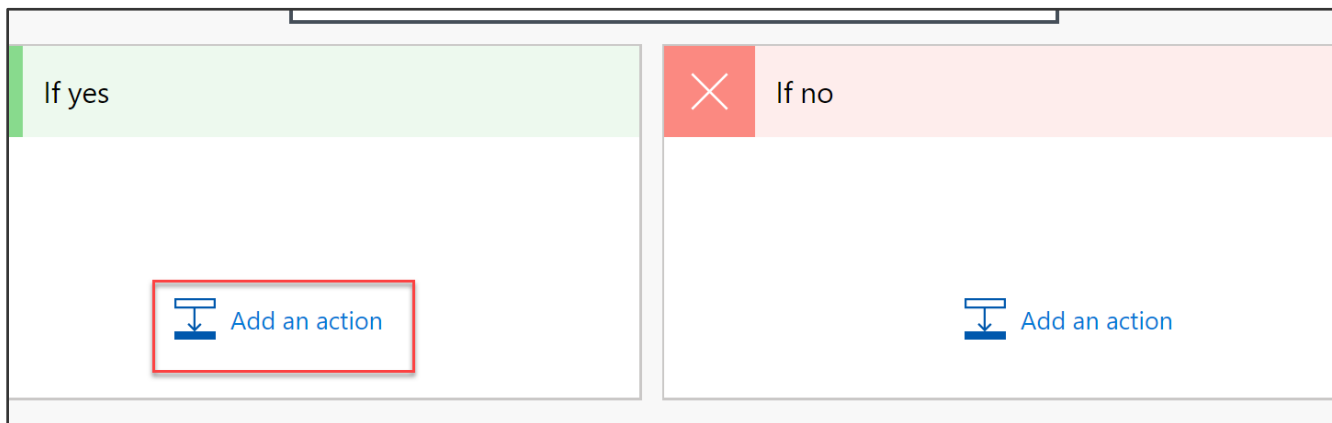 If yes
If no
Add an action
Add an action